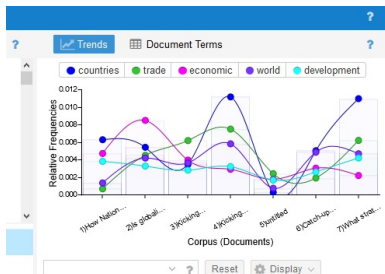 ?
?
Trends
Document Terms
?
countries
trade
economic
world
development
0.012
0.010
0.008
0.006
0.004
0.002
0.000
Relative Frequencies
1)How Nation...
2)Is globali...
3)Kicking...
4)Kicking...
5)untitled
6)Catch-up...
7)What strat...
Corpus (Documents)
?
Reset
Display